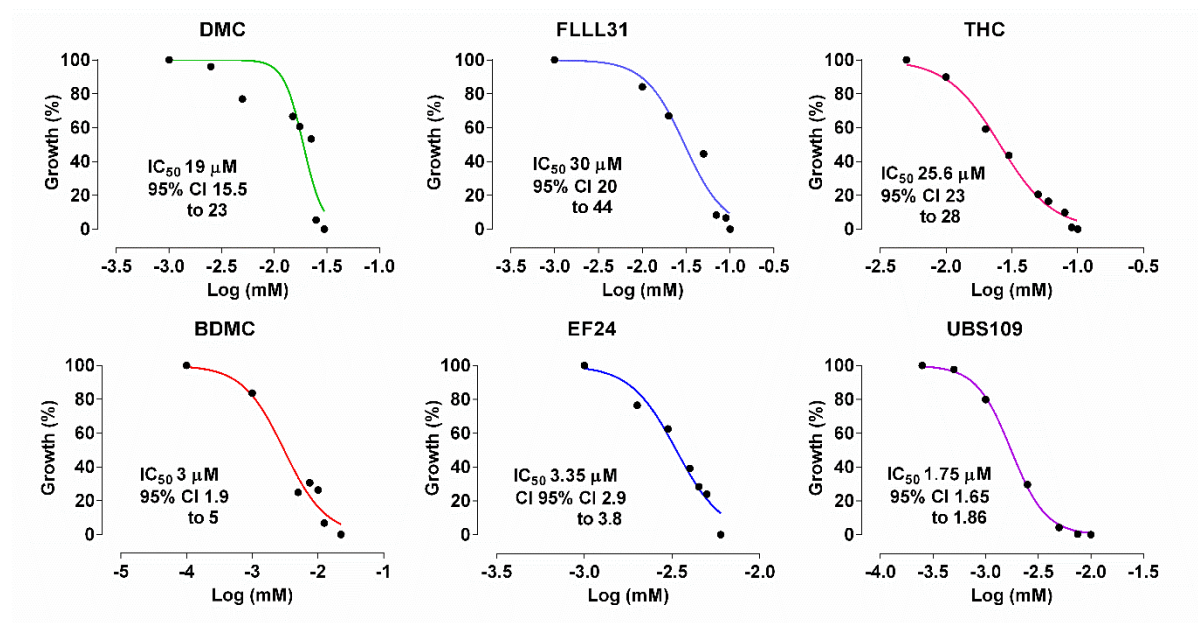 DMC
100
80
60
40
20
0
Growth (%)
IC50 19 μM
95% CI 15.5
to 23
-3.5 -3.0 -2.5 -2.0 -1.5 -1.0
Log (mM)
FLLL31
100
80
60
40
20
0
Growth (%)
IC50 30 μM
95% CI 20
to 44
-3.5 -3.0 -2.5 -2.0 -1.5 -1.0 -0.5
Log (mM)
THC
100
80
60
40
20
0
Growth (%)
IC50 25.6 μM
95% CI 23
to 28
-2.5 -2.0 -1.5 -1.0 -0.5
Log (mM)
BDMC
100
80
60
40
20
0
Growth (%)
IC50 3 μM
95% CI 1.9
to 5
-5 -4 -3 -2 -1
Log (mM)
EF24
100
80
60
40
20
0
Growth (%)
IC50 3.35 μM
CI 95% CI 2.9
to 3.8
-3.5 -3.0 -2.5 -2.0
Log (mM)
UBS109
100
80
60
40
20
0
Growth (%)
IC50 1.75 μM
95% CI 1.65
to 1.86
-4.0 -3.5 -3.0 -2.5 -2.0 -1.5
Log (mM)